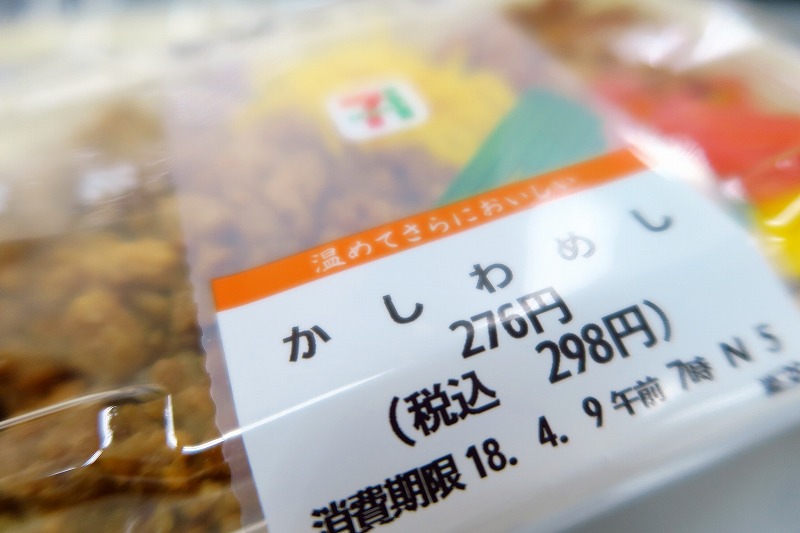 温めてさらにおいしい
かしわめし
276円
(税込 298円)
消費期限 18. 4. 9 午前 7時 N 5